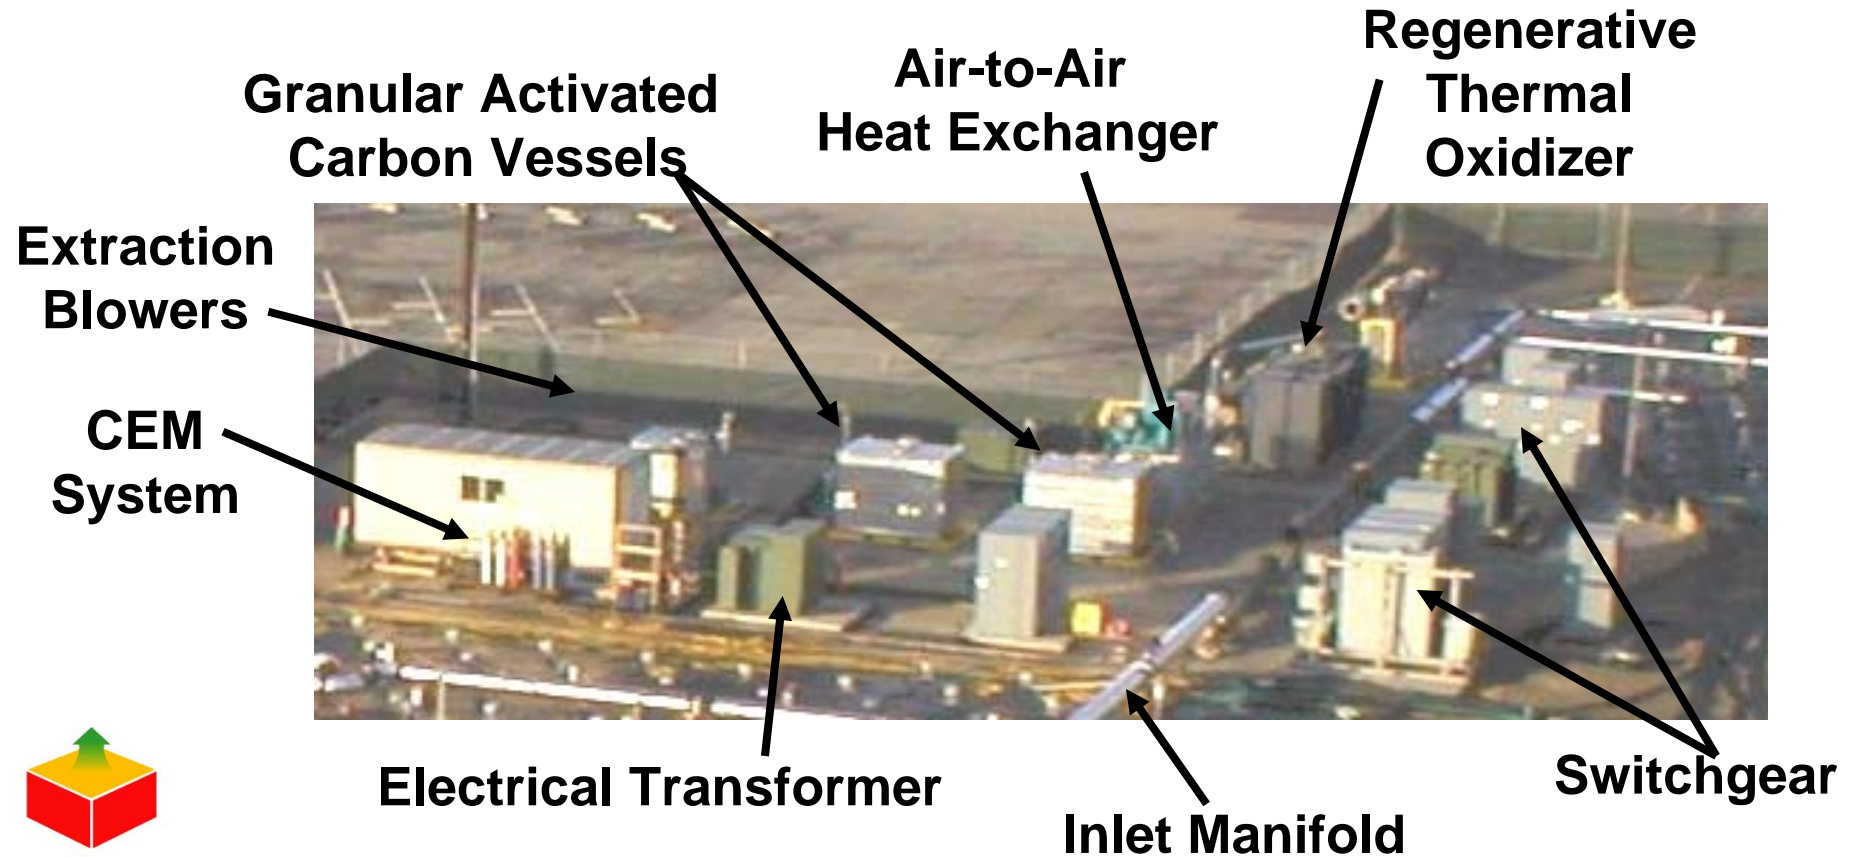 Regenerative
Thermal
Oxidizer
Air-to-Air
Heat Exchanger
Granular Activated
Carbon Vessels
Extraction
Blowers
CEM
System
Electrical Transformer
Inlet Manifold
Switchgear